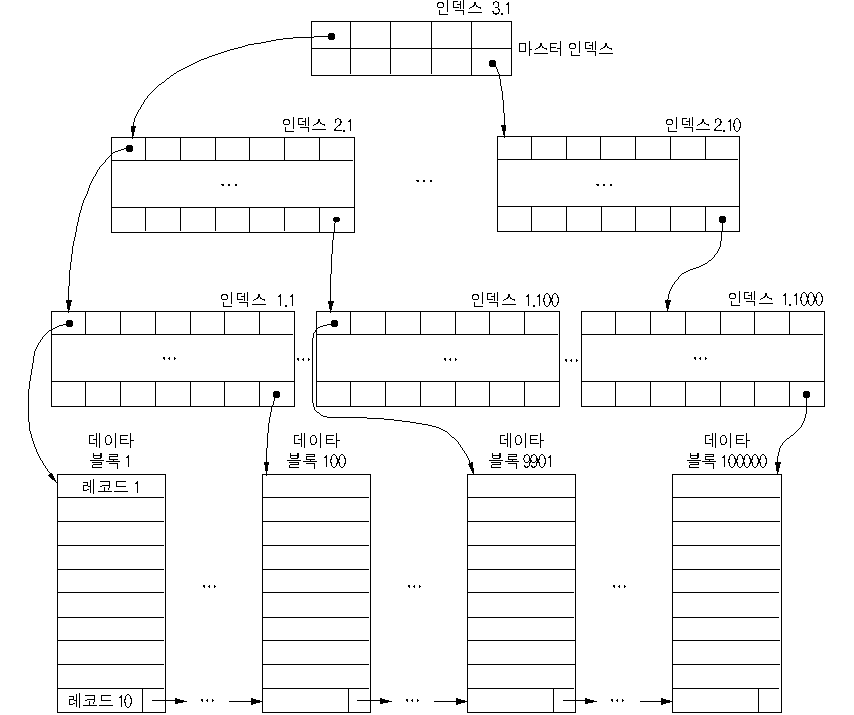 인덱스 3.1
마스터 인덱스
인덱스 2.1
인덱스 2.10
...
...
...
인덱스 1.1
인덱스 1.100
인덱스 1.1000
...
...
...
...
...
데이타
블록 1
데이타
블록 100
데이타
블록 9901
데이타
블록 100000
레코드 1
...
...
...
레코드 10
...
...
...